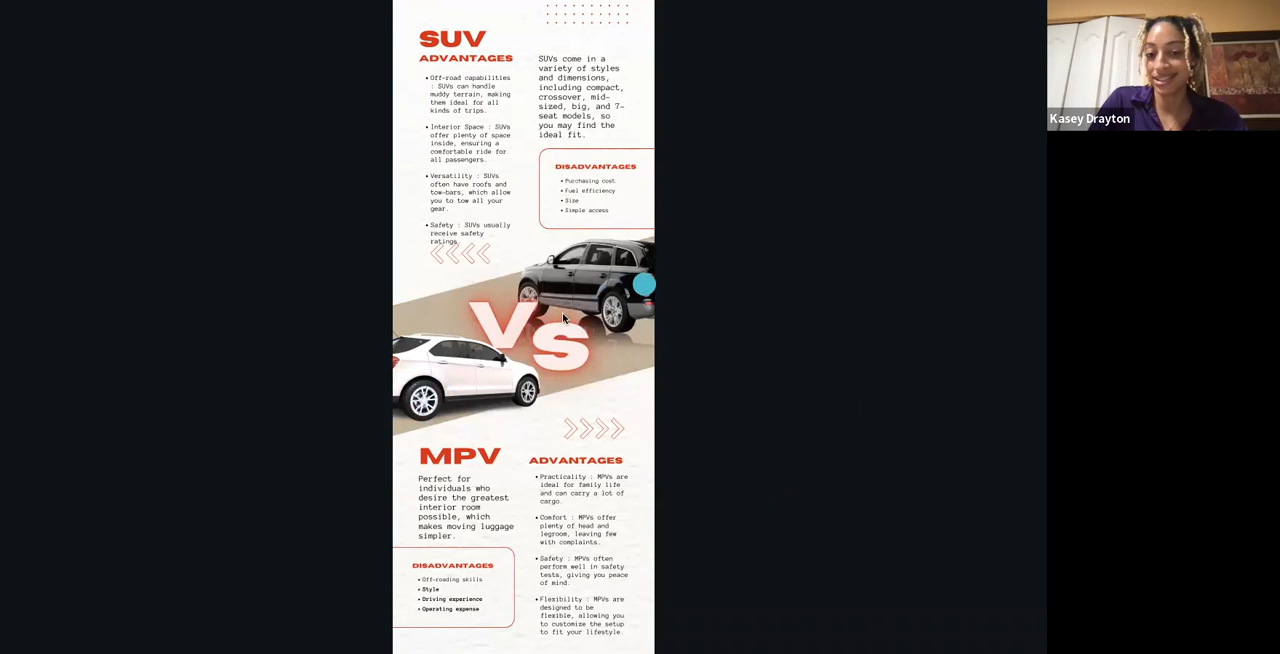 SUV
ADVANTAGES
• Off-road capabilities
: SUVs can handle
muddy terrain, making
them ideal for all
kinds of trips.
• Interior Space : SUVs
offer plenty of space
inside, ensuring a
comfortable ride for
all passengers.
• Versatility : SUVs
often have roofs and
tow-bars, which allow
you to tow all your
gear.
• Safety : SUVs usually
receive safety
ratings.
SUVs come in a
variety of styles
and dimensions,
including compact,
crossover, mid-
sized, big, and 7-
seat models, so
you may find the
ideal fit.
DISADVANTAGES
• Purchasing cost
• Fuel efficiency
• Size
• Simple access
Vs
MPV
Perfect for
individuals who
desire the greatest
interior room
possible, which
makes moving luggage
simpler.
DISADVANTAGES
• Off-roading skills
• Style
• Driving experience
• Operating expense
ADVANTAGES
• Practicality : MPVs are
ideal for family life
and can carry a lot of
cargo.
• Comfort : MPVs offer
plenty of head and
legroom, leaving few
with complaints.
• Safety : MPVs often
perform well in safety
tests, giving you peace
of mind.
• Flexibility : MPVs are
designed to be
flexible, allowing you
to customize the setup
to fit your lifestyle.
Kasey Drayton